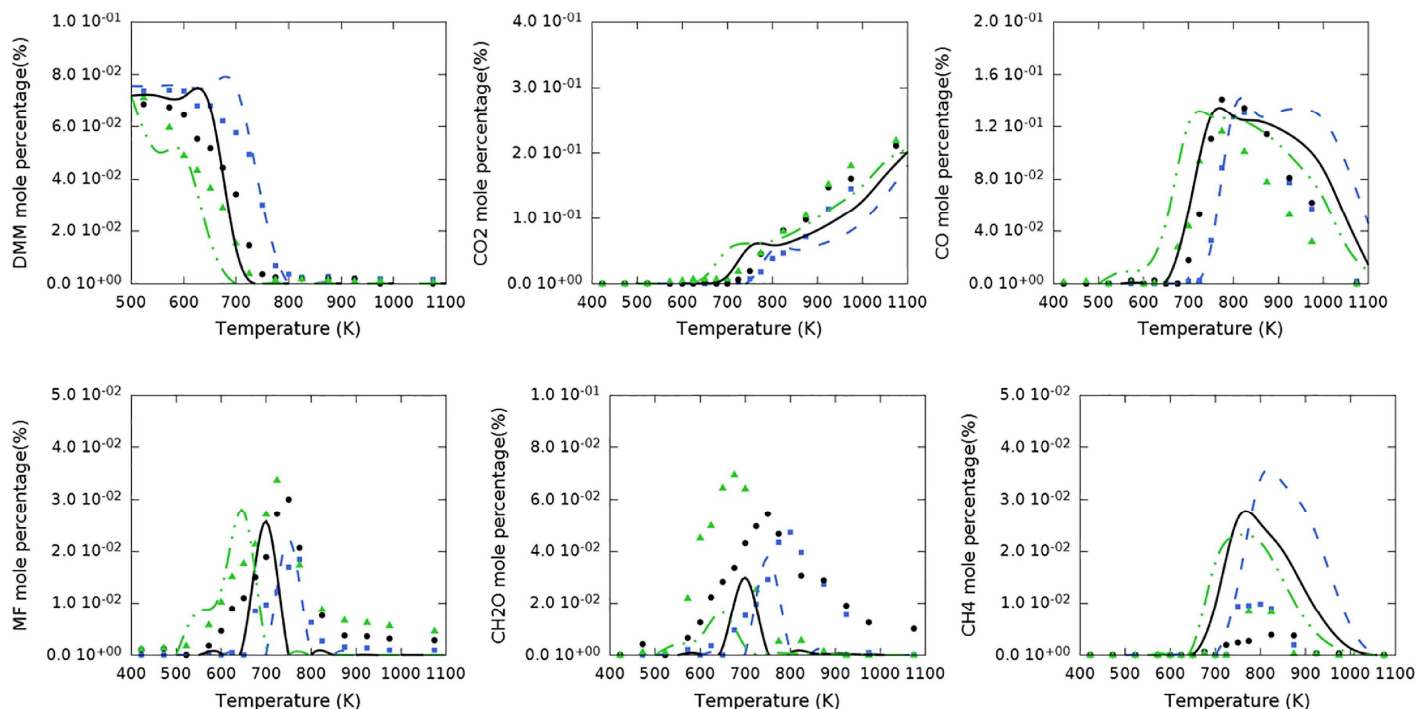 DMM mole percentage(%)
1.0 10^-01
8.0 10^-02
6.0 10^-02
4.0 10^-02
2.0 10^-02
0.0 10^+00
500 600 700 800 900 1000 1100
Temperature (K)
CO2 mole percentage(%)
4.0 10^-01
3.0 10^-01
2.0 10^-01
1.0 10^-01
0.0 10^+00
400 500 600 700 800 900 1000 1100
Temperature (K)
CO mole percentage(%)
2.0 10^-01
1.6 10^-01
1.2 10^-01
8.0 10^-02
4.0 10^-02
0.0 10^+00
400 500 600 700 800 900 1000 1100
Temperature (K)
MF mole percentage(%)
5.0 10^-02
4.0 10^-02
3.0 10^-02
2.0 10^-02
1.0 10^-02
0.0 10^+00
400 500 600 700 800 900 1000 1100
Temperature (K)
CH2O mole percentage(%)
1.0 10^-01
8.0 10^-02
6.0 10^-02
4.0 10^-02
2.0 10^-02
0.0 10^+00
400 500 600 700 800 900 1000 1100
Temperature (K)
CH4 mole percentage(%)
5.0 10^-02
4.0 10^-02
3.0 10^-02
2.0 10^-02
1.0 10^-02
0.0 10^+00
400 500 600 700 800 900 1000 1100
Temperature (K)